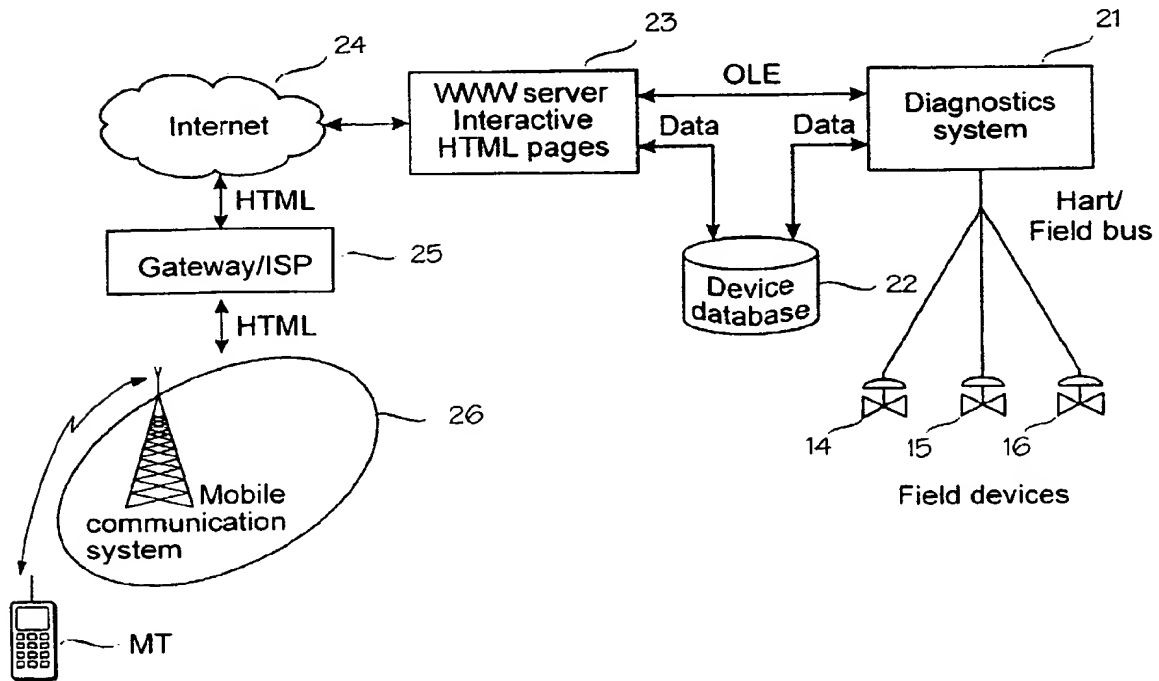 24
23
21
Internet
WWW server
Interactive
HTML pages
OLE
Data
Data
Diagnostics
system
HTML
Gateway/ISP
25
HTML
Device
database
22
Hart/
Field bus
26
Mobile
communication
system
14
15
16
Field devices
MT